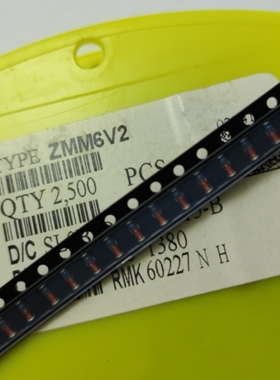 TYPE ZMM6V2
QTY 2,500 PCS
D/C
-B
1380
RMK 60227 N H